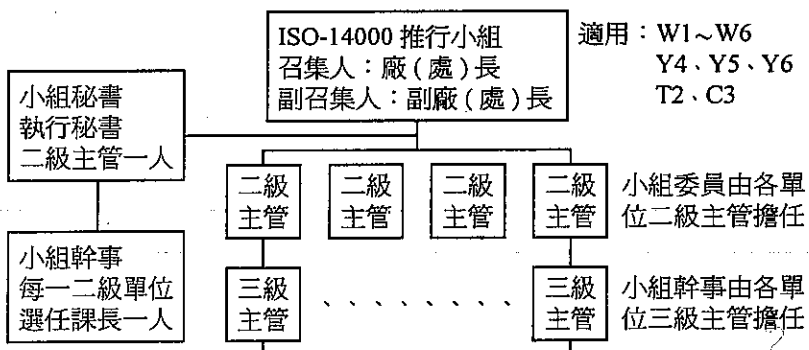 ISO-14000 推行小組
召集人：廠(處)長
副召集人：副廠(處)長
適用：W1～W6
Y4、Y5、Y6
T2、C3
小組秘書
執行秘書
二級主管一人
二級
主管
二級
主管
二級
主管
二級
主管
小組委員由各單
位二級主管擔任
小組幹事
每一二級單位
選任課長一人
三級
主管
、、、、、、、
三級
主管
小組幹事由各單
位三級主管擔任